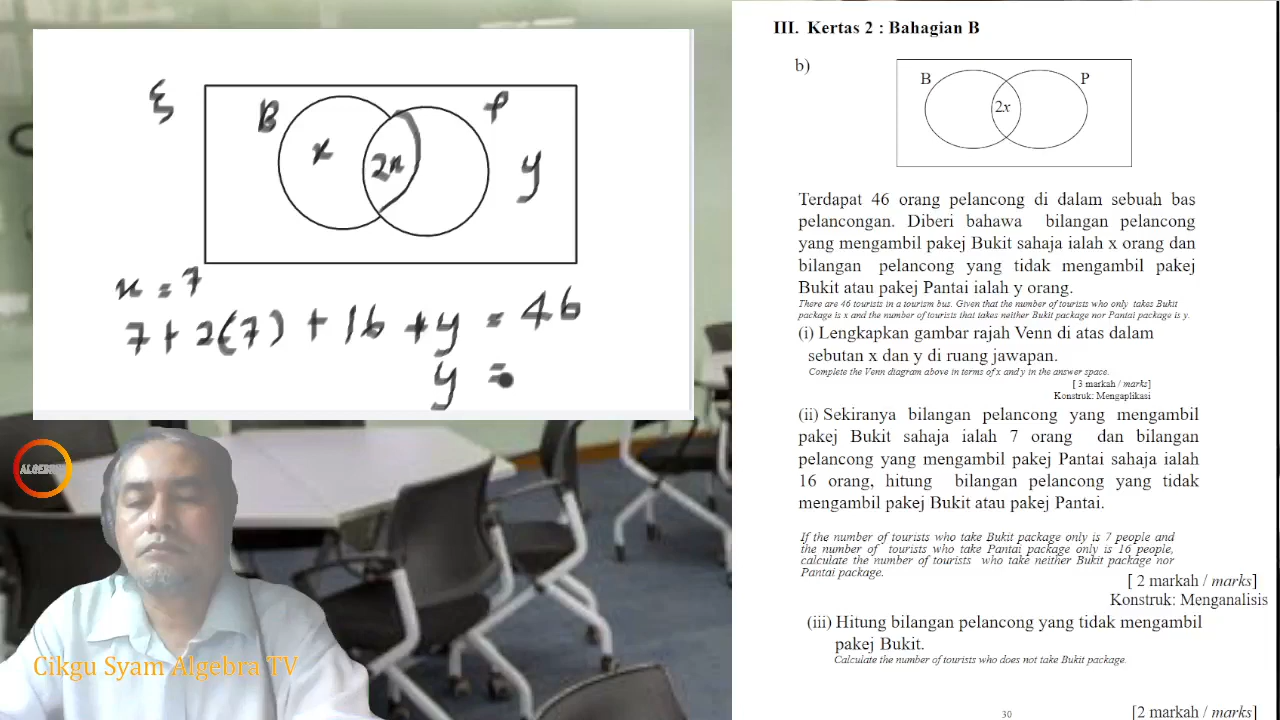 ξ
B
P
x
2x
y
x = 7
7 + 2(7) + 16 + y = 46
y =
ALGEBRA
Cikgu Syam Algebra TV
III. Kertas 2 : Bahagian B
b)
B
P
2x
Terdapat 46 orang pelancong di dalam sebuah bas
pelancongan. Diberi bahawa bilangan pelancong
yang mengambil pakej Bukit sahaja ialah x orang dan
bilangan pelancong yang tidak mengambil pakej
Bukit atau pakej Pantai ialah y orang.
There are 46 tourists in a tourism bus. Given that the number of tourists who only takes Bukit
package is x and the number of tourists that takes neither Bukit package nor Pantai package is y.
(i) Lengkapkan gambar rajah Venn di atas dalam
sebutan x dan y di ruang jawapan.
Complete the Venn diagram above in terms of x and y in the answer space.
[ 3 markah / marks]
Konstruk: Mengaplikasi
(ii) Sekiranya bilangan pelancong yang mengambil
pakej Bukit sahaja ialah 7 orang dan bilangan
pelancong yang mengambil pakej Pantai sahaja ialah
16 orang, hitung bilangan pelancong yang tidak
mengambil pakej Bukit atau pakej Pantai.
If the number of tourists who take Bukit package only is 7 people and
the number of tourists who take Pantai package only is 16 people,
calculate the number of tourists who take neither Bukit package nor
Pantai package.
[ 2 markah / marks]
Konstruk: Menganalisis
(iii) Hitung bilangan pelancong yang tidak mengambil
pakej Bukit.
Calculate the number of tourists who does not take Bukit package.
30
[2 markah / marks]